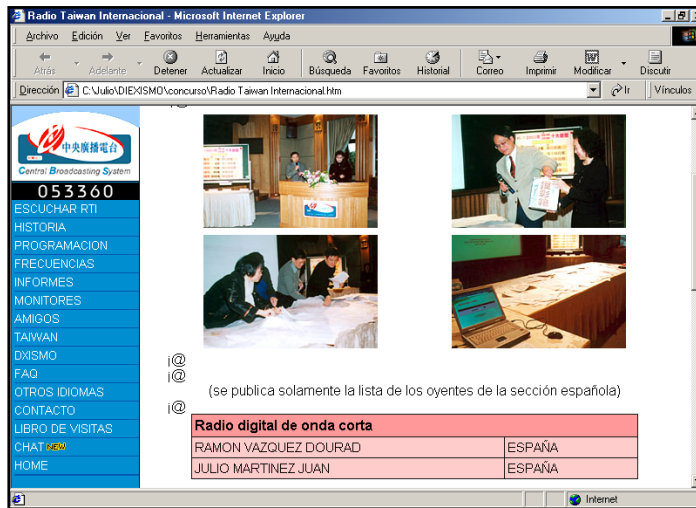 Radio Taiwan Internacional - Microsoft Internet Explorer
Archivo Edición Ver Favoritos Herramientas Ayuda
Atrás Adelante Detener Actualizar Inicio Búsqueda Favoritos Historial Correo Imprimir Modificar Discutir
Dirección C:\Julio\DIEXISMO\concurso\Radio Taiwan Internacional.htm Ir Vínculos
中央廣播電台
Central Broadcasting System
053360
ESCUCHAR RTI
HISTORIA
PROGRAMACION
FRECUENCIAS
INFORMES
MONITORES
AMIGOS
TAIWAN
DXISMO
FAQ
OTROS IDIOMAS
CONTACTO
LIBRO DE VISITAS
CHAT NEW
HOME
¡@
¡@
(se publica solamente la lista de los oyentes de la sección española)
¡@
Radio digital de onda corta
RAMON VAZQUEZ DOURAD ESPAÑA
JULIO MARTINEZ JUAN ESPAÑA
Internet